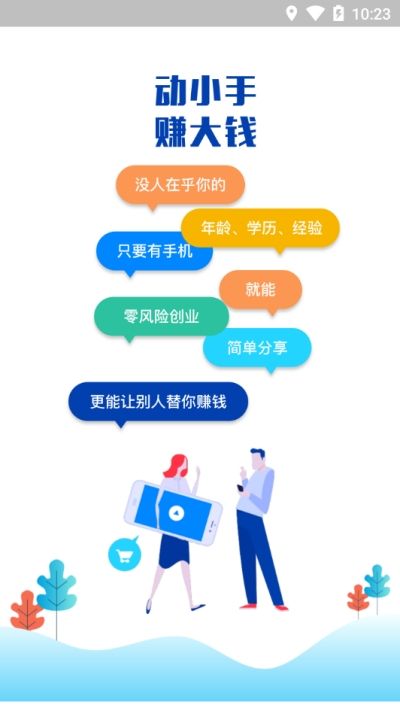 10:23
动小手
赚大钱
没人在乎你的
年龄、学历、经验
只要有手机
就能
零风险创业
简单分享
更能让别人替你赚钱